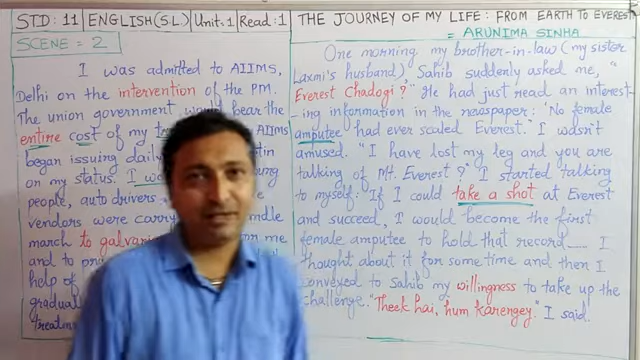 STD: 11 | ENGLISH (S.L) | Unit: 1 | Read: 1
THE JOURNEY OF MY LIFE: FROM EARTH TO EVEREST
= ARUNIMA SINHA
SCENE = 2
I was admitted to AIIMS,
Delhi on the intervention of the PM.
The union government would bear the
entire cost of my AIIMS
began issuing daily
on my status. I
people, auto drivers
vendors were carry
march to galva for me
and to
help of
gradual
treatin
One morning my brother-in-law (my sister
Laxmi's husband), Sahib suddenly asked me, "
Everest Chadogi?" He had just read an interest-
-ing information in the newspaper: 'No female
amputee had ever scaled Everest.' I wasn't
amused. "I have lost my leg and you are
talking of Mt. Everest?" I started talking
to myself: 'If I could take a shot at Everest
and succeed, I would become the first
female amputee to hold that record...... I
thought about it for some time and then I
conveyed to Sahib my willingness to take up the
challenge. "Theek hai, hum karengey." I said.